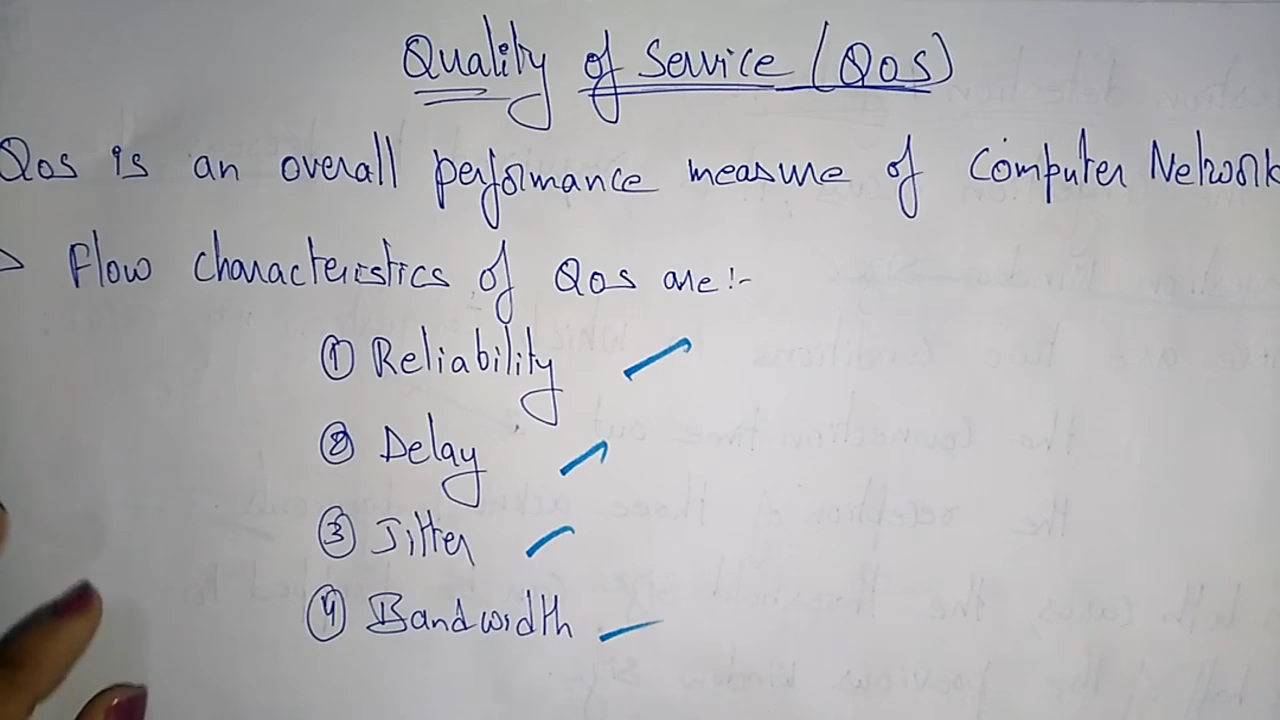 Quality of Service (QoS)
QoS is an overall performance measure of Computer Network
> Flow characteristics of QoS are:-
① Reliability
② Delay
③ Jitter
④ Bandwidth